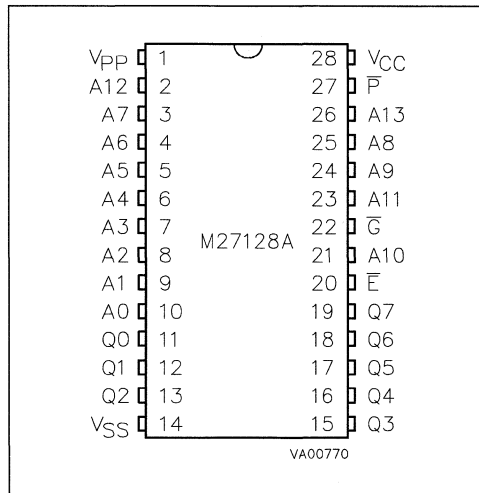 VPP 1 28 VCC
A12 2 27 P̅
A7 3 26 A13
A6 4 25 A8
A5 5 24 A9
A4 6 23 A11
A3 7 22 G̅
A2 8 M27128A 21 A10
A1 9 20 E̅
A0 10 19 Q7
Q0 11 18 Q6
Q1 12 17 Q5
Q2 13 16 Q4
VSS 14 15 Q3
VA00770